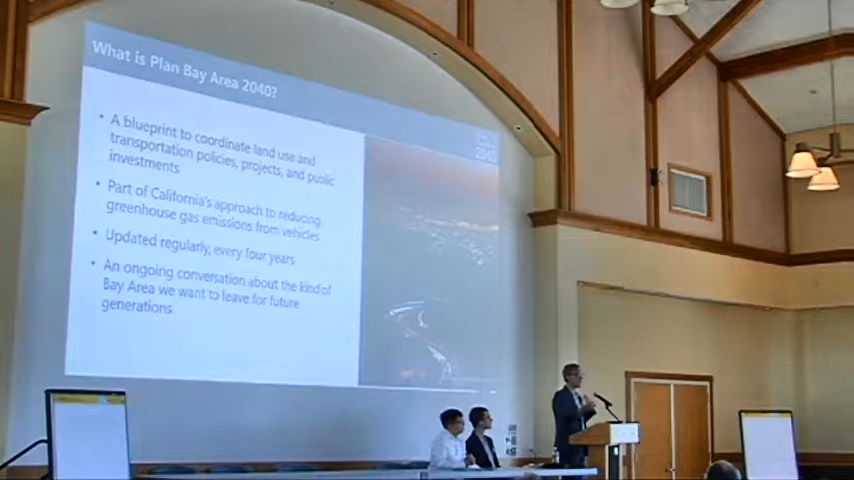 What is Plan Bay Area 2040?
• A blueprint to coordinate land use and
transportation policies, projects, and public
investments
• Part of California's approach to reducing
greenhouse gas emissions from vehicles
• Updated regularly, every four years
• An ongoing conversation about the kind of
Bay Area we want to leave for future
generations